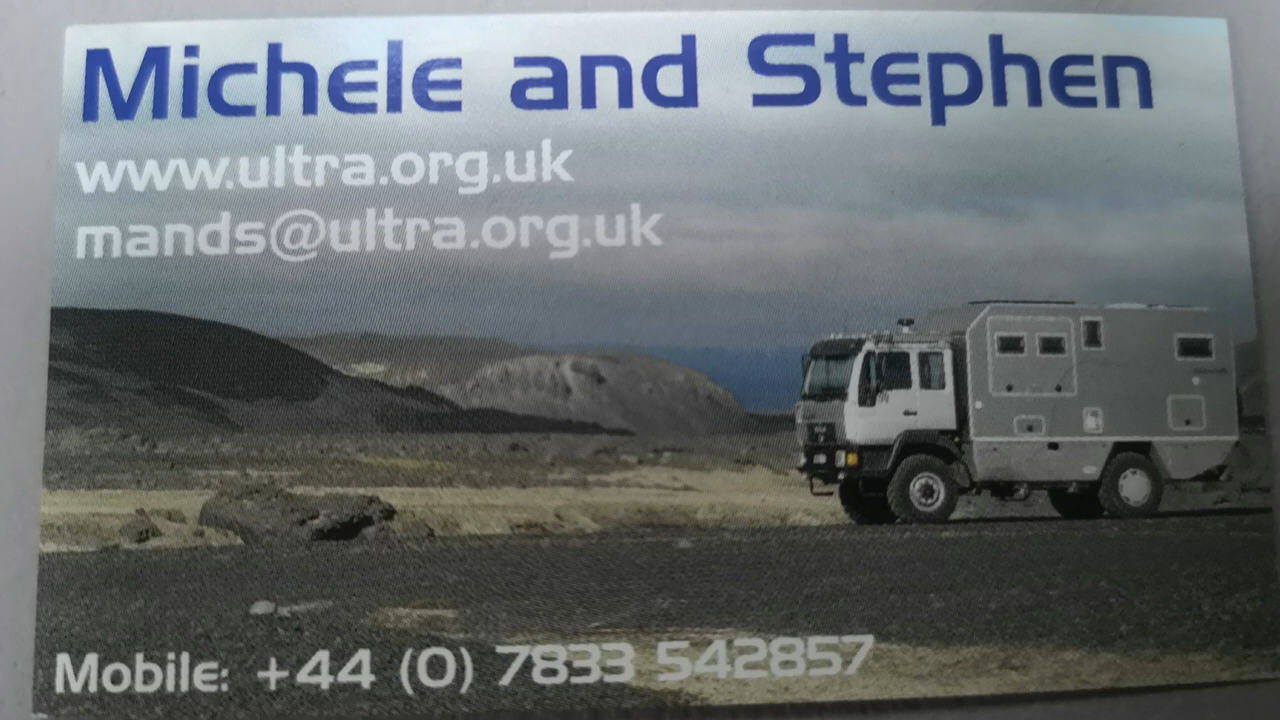 Michele and Stephen
www.ultra.org.uk
mands@ultra.org.uk
Mobile: +44 (0) 7833 542857